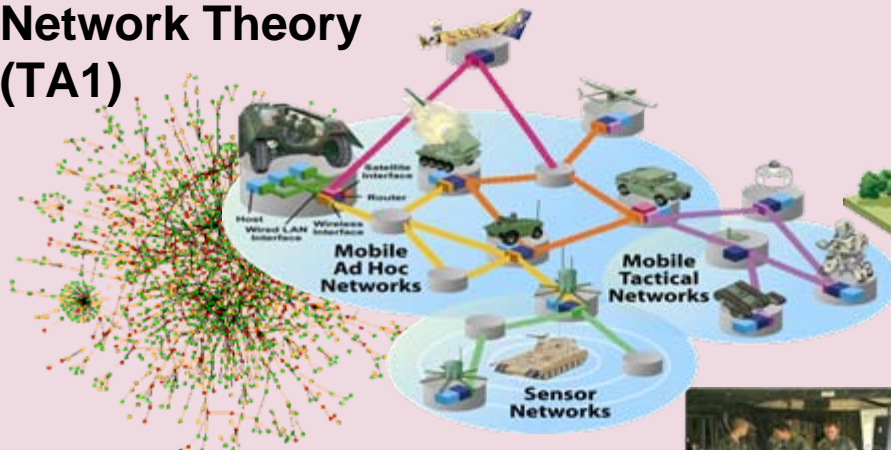 Network Theory
(TA1)
Satellite
Interface
Router
Host
Wired LAN
Interface
Wireless
Interface
Mobile
Ad Hoc
Networks
Mobile
Tactical
Networks
Sensor
Networks